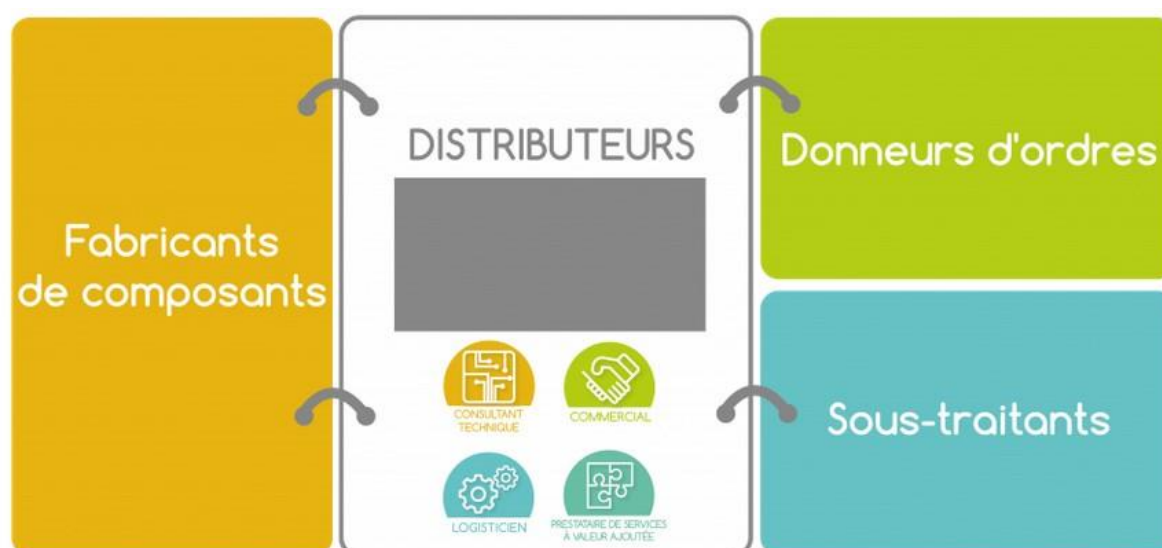 Fabricants
de composants
DISTRIBUTEURS
CONSULTANT
TECHNIQUE
COMMERCIAL
LOGISTICIEN
PRESTATAIRE DE SERVICES
À VALEUR AJOUTÉE
Donneurs d'ordres
Sous-traitants